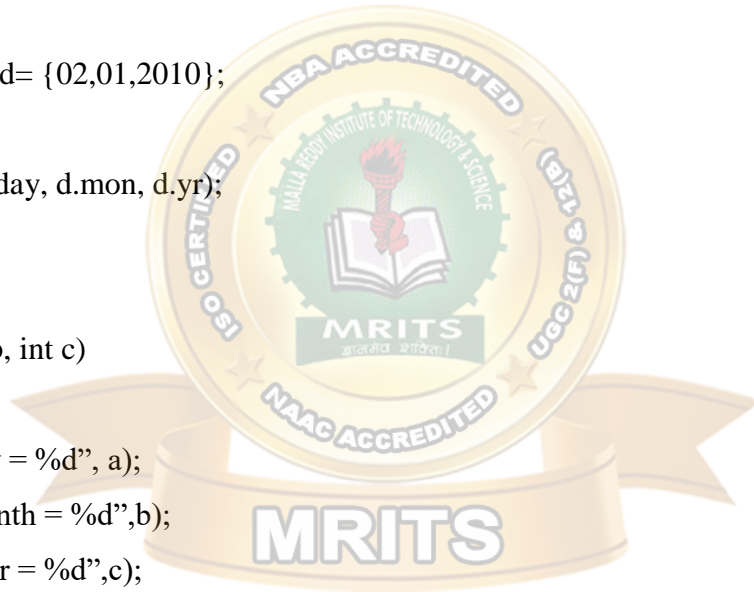 d= {02,01,2010};
day, d.mon, d.yr);
, int c)
= %d”, a);
nth = %d”,b);
r = %d”,c);
NBA ACCREDITED
ISO CERTIFIED
UGC 2(F) & 12(B)
MALLA REDDY INSTITUTE OF TECHNOLOGY & SCIENCE
MRITS
NAAC ACCREDITED
MRITS